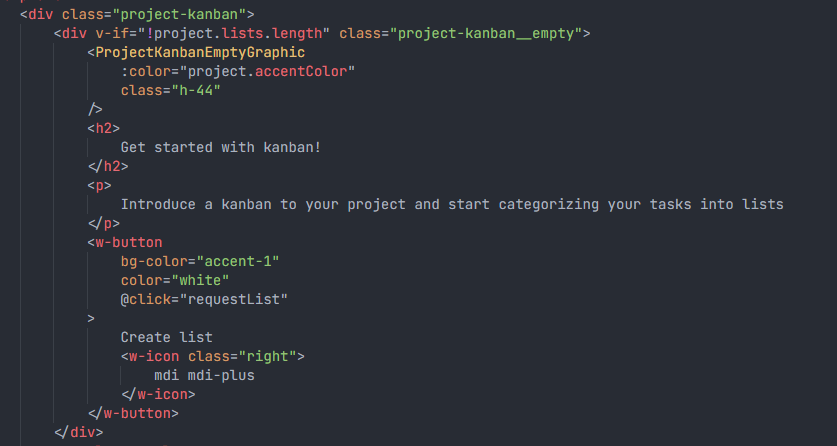 <div class="project-kanban">
    <div v-if="!project.lists.length" class="project-kanban__empty">
        <ProjectKanbanEmptyGraphic
            :color="project.accentColor"
            class="h-44"
        />
        <h2>
            Get started with kanban!
        </h2>
        <p>
            Introduce a kanban to your project and start categorizing your tasks into lists
        </p>
        <w-button
            bg-color="accent-1"
            color="white"
            @click="requestList"
        >
            Create list
            <w-icon class="right">
                mdi mdi-plus
            </w-icon>
        </w-button>
    </div>